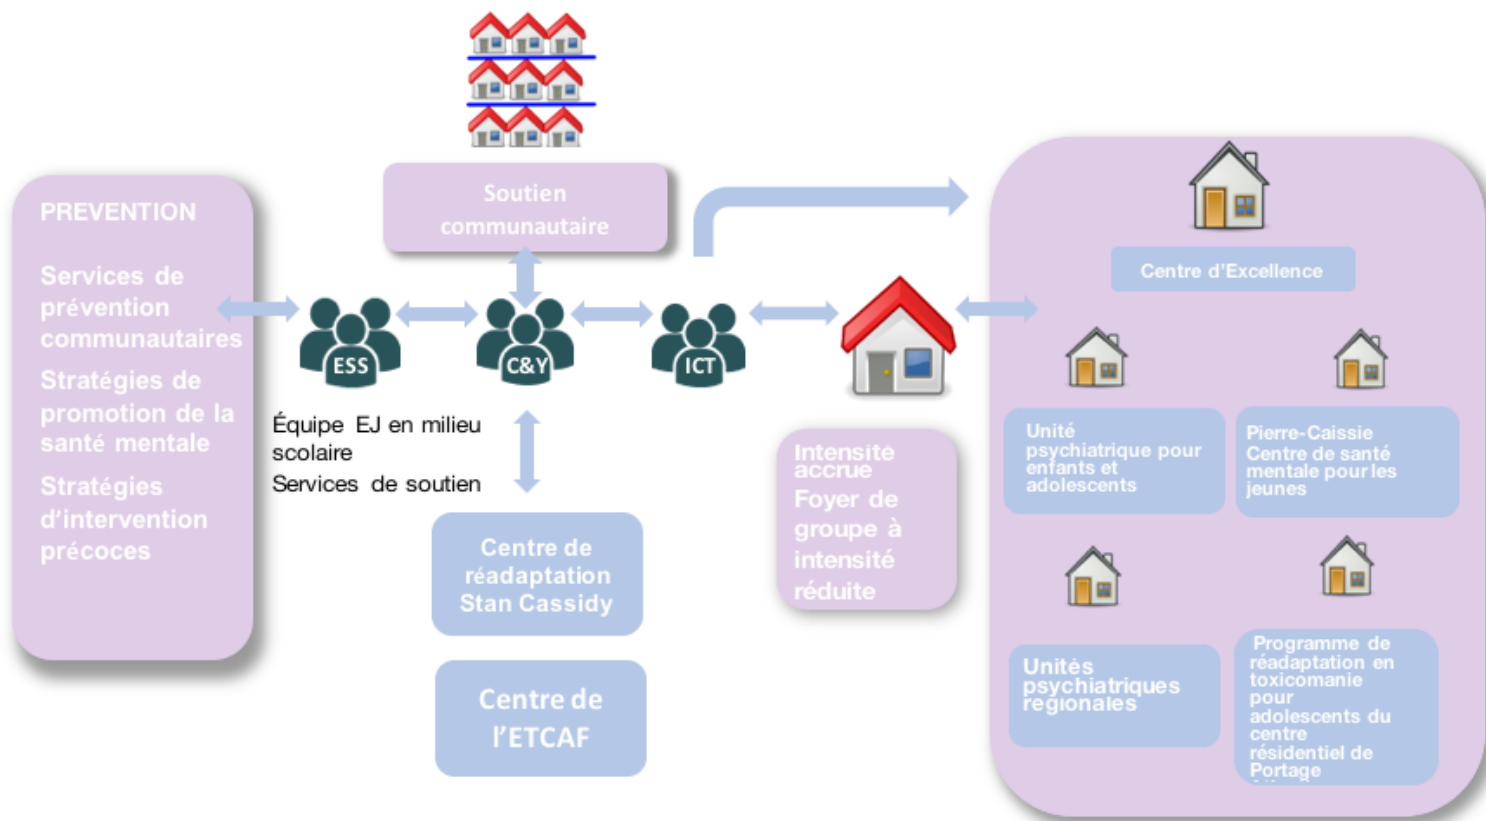 Soutien
communautaire
PREVENTION
Services de
prévention
communautaires
Stratégies de
promotion de la
santé mentale
Stratégies
d'intervention
précoces
ESS
C&Y
ICT
Équipe EJ en milieu
scolaire
Services de soutien
Centre de
réadaptation
Stan Cassidy
Centre de
l'ETCAF
Intensité
accrue
Foyer de
groupe à
intensité
réduite
Centre d'Excellence
Unité
psychiatrique pour
enfants et
adolescents
Pierre-Caissie
Centre de santé
mentale pour les
jeunes
Unités
psychiatriques
regionales
Programme de
réadaptation en
toxicomanie
pour
adolescents du
centre
résidentiel de
Portage